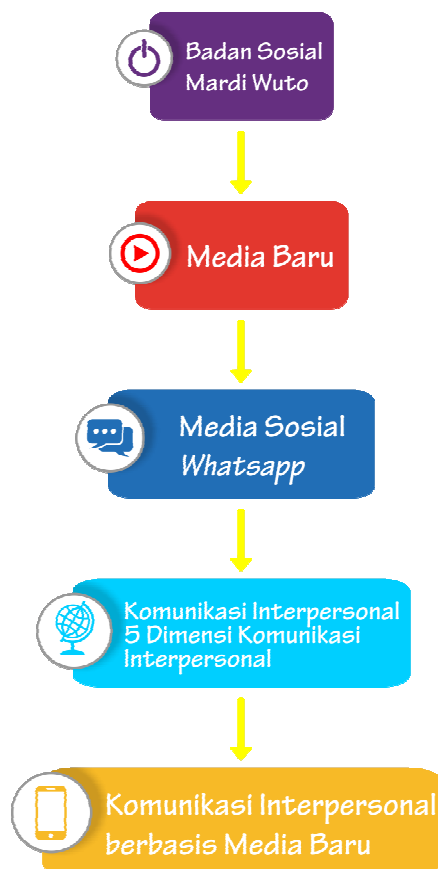 Badan Sosial
Mardi Wuto
Media Baru
Media Sosial
Whatsapp
Komunikasi Interpersonal
5 Dimensi Komunikasi
Interpersonal
Komunikasi Interpersonal
berbasis Media Baru